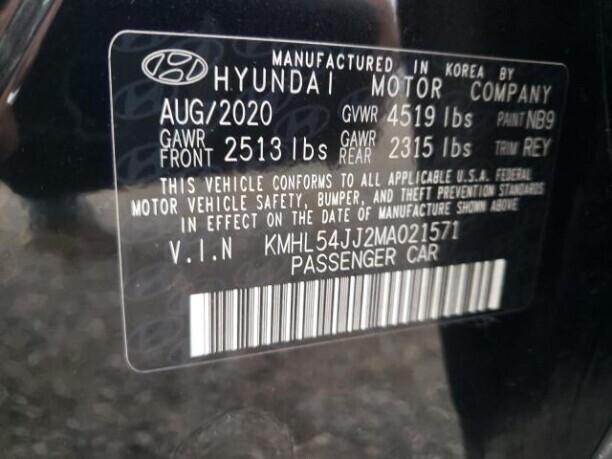 MANUFACTURED IN KOREA BY
HYUNDAI MOTOR COMPANY
AUG/2020 GVWR 4519 lbs PAINT NB9
GAWR FRONT 2513 lbs GAWR REAR 2315 lbs TRIM REY
THIS VEHICLE CONFORMS TO ALL APPLICABLE U.S.A. FEDERAL
MOTOR VEHICLE SAFETY, BUMPER, AND THEFT PREVENTION STANDARDS
IN EFFECT ON THE DATE OF MANUFACTURE SHOWN ABOVE
V.I.N KMHL54JJ2MA021571
PASSENGER CAR